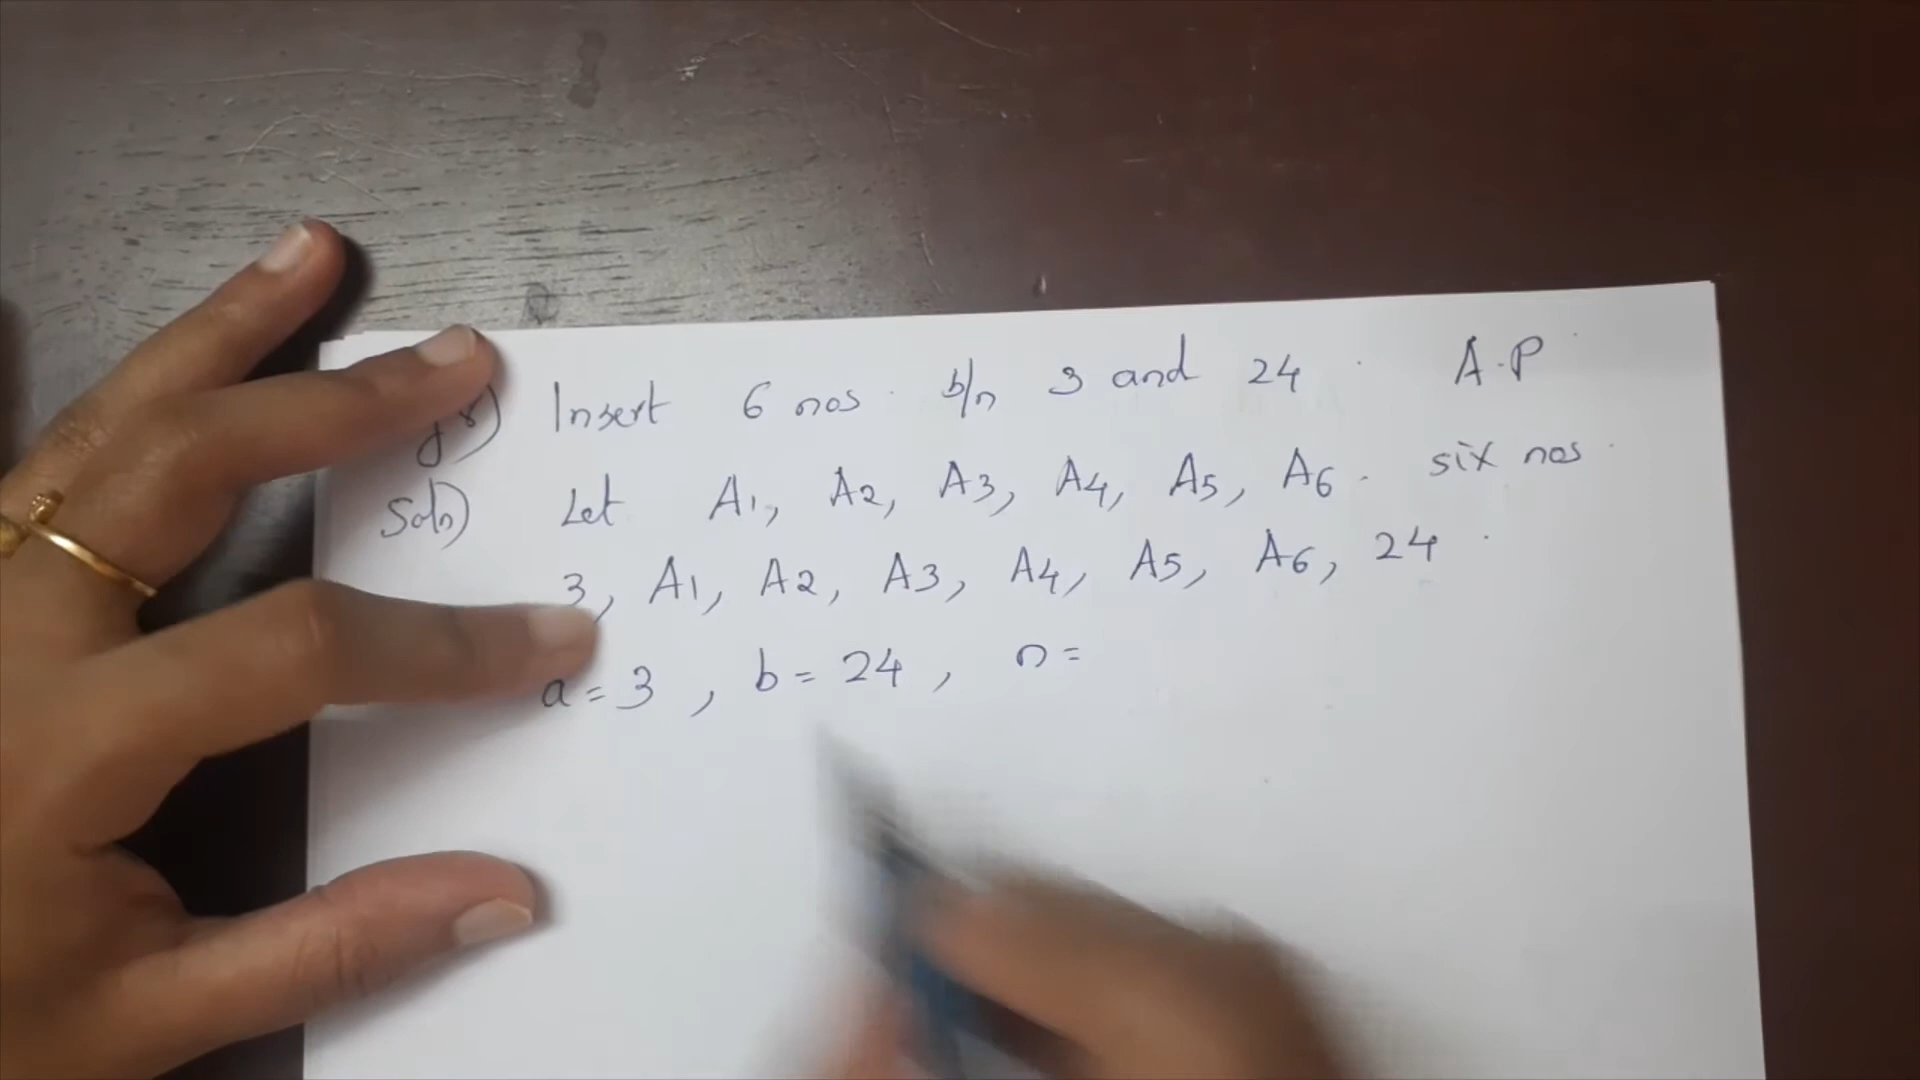 Insert 6 nos. b/n 3 and 24. A.P
Soln) Let A1, A2, A3, A4, A5, A6. six nos.
3, A1, A2, A3, A4, A5, A6, 24.
a = 3, b = 24, n =